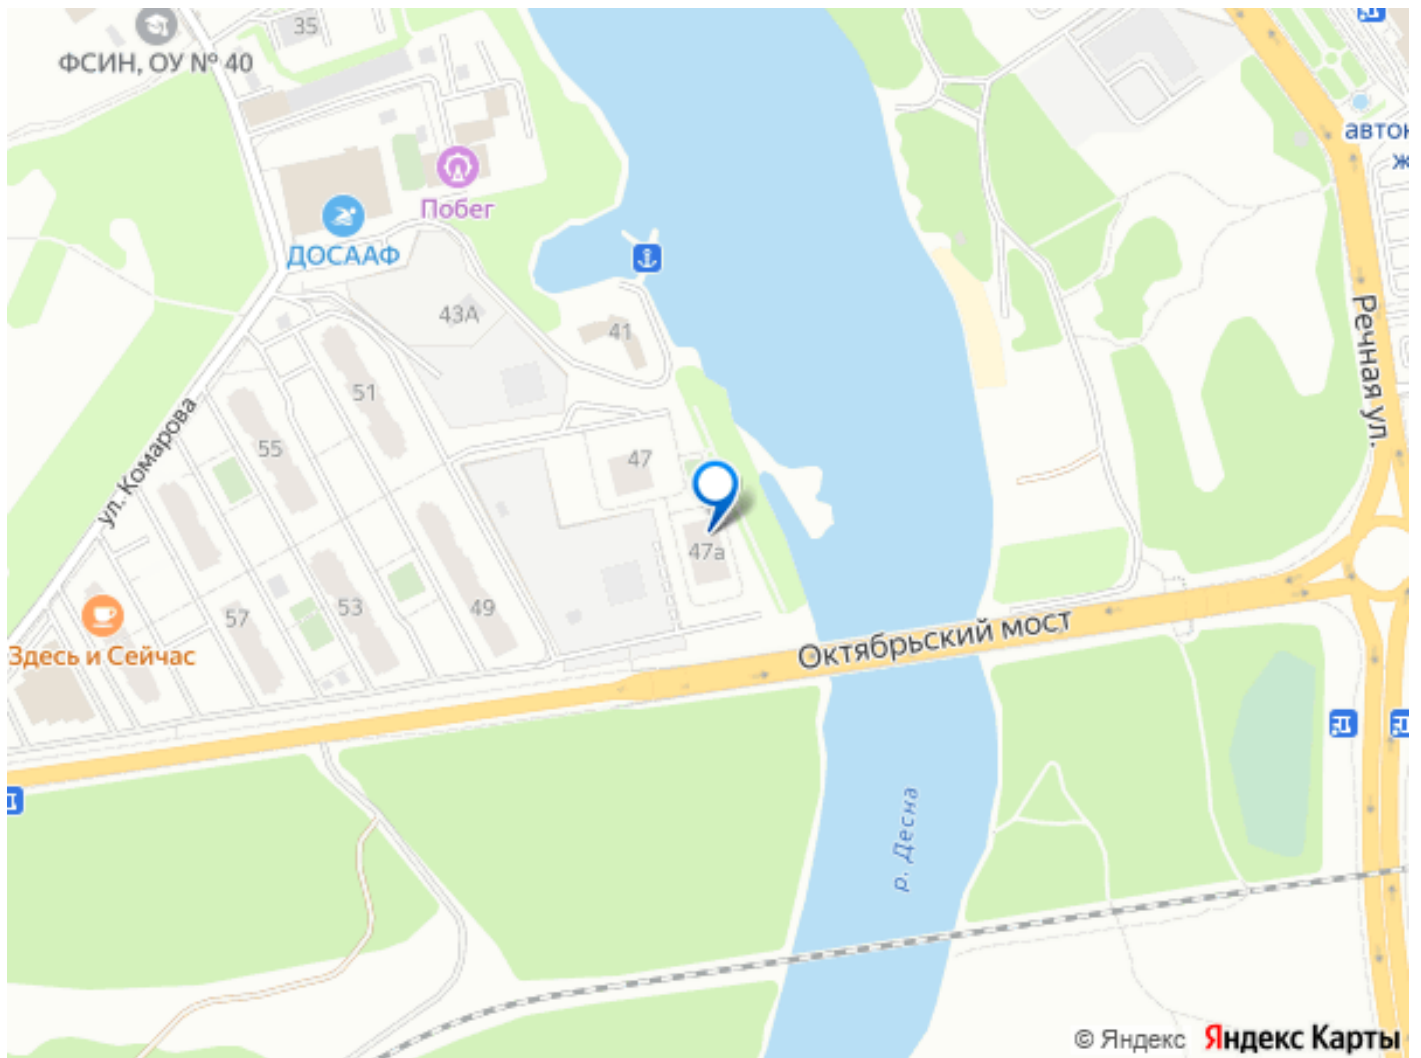 35
ФСИН, ОУ № 40
авток
ж
Побег
ДОСААФ
43А
41
Речная ул.
51
ул. Комарова
55
47
47а
57
53
49
Октябрьский мост
Здесь и Сейчас
р. Десна
© Яндекс Яндекс Карты